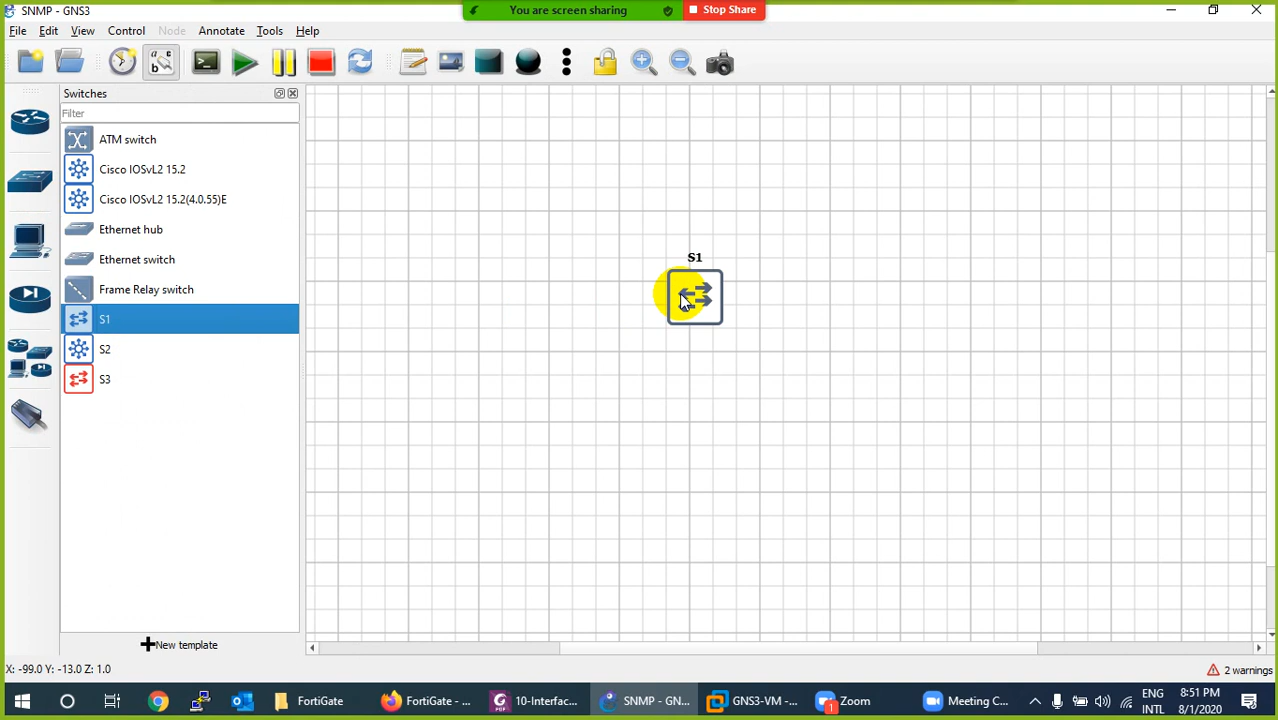 SNMP - GNS3
You are screen sharing
Stop Share
File Edit View Control Node Annotate Tools Help
Switches
Filter
ATM switch
Cisco IOSvL2 15.2
Cisco IOSvL2 15.2(4.0.55)E
Ethernet hub
Ethernet switch
Frame Relay switch
S1
S2
S3
S1
New template
X: -99.0 Y: -13.0 Z: 1.0
2 warnings
FortiGate
FortiGate - ...
10-Interfac...
SNMP - GN...
GNS3-VM -...
Zoom
1
Meeting C...
ENG
INTL
8:51 PM
8/1/2020